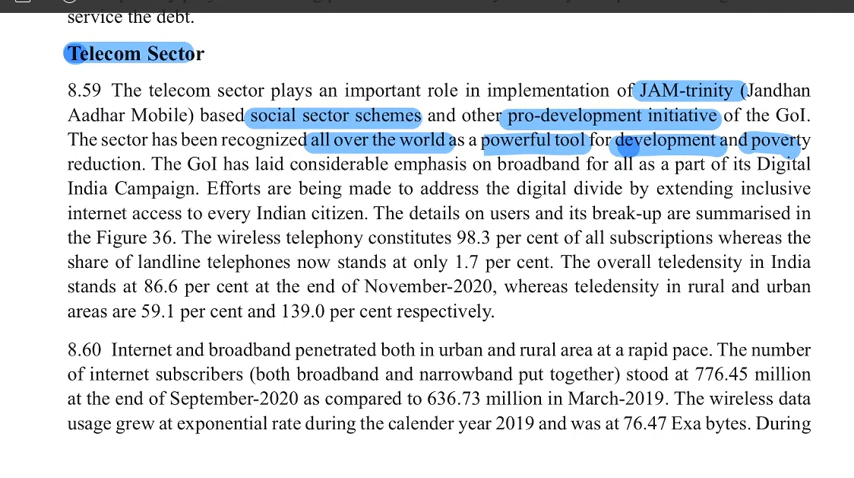 service the debt.
Telecom Sector
8.59 The telecom sector plays an important role in implementation of JAM-trinity (Jandhan
Aadhar Mobile) based social sector schemes and other pro-development initiative of the GoI.
The sector has been recognized all over the world as a powerful tool for development and poverty
reduction. The GoI has laid considerable emphasis on broadband for all as a part of its Digital
India Campaign. Efforts are being made to address the digital divide by extending inclusive
internet access to every Indian citizen. The details on users and its break-up are summarised in
the Figure 36. The wireless telephony constitutes 98.3 per cent of all subscriptions whereas the
share of landline telephones now stands at only 1.7 per cent. The overall teledensity in India
stands at 86.6 per cent at the end of November-2020, whereas teledensity in rural and urban
areas are 59.1 per cent and 139.0 per cent respectively.
8.60 Internet and broadband penetrated both in urban and rural area at a rapid pace. The number
of internet subscribers (both broadband and narrowband put together) stood at 776.45 million
at the end of September-2020 as compared to 636.73 million in March-2019. The wireless data
usage grew at exponential rate during the calender year 2019 and was at 76.47 Exa bytes. During